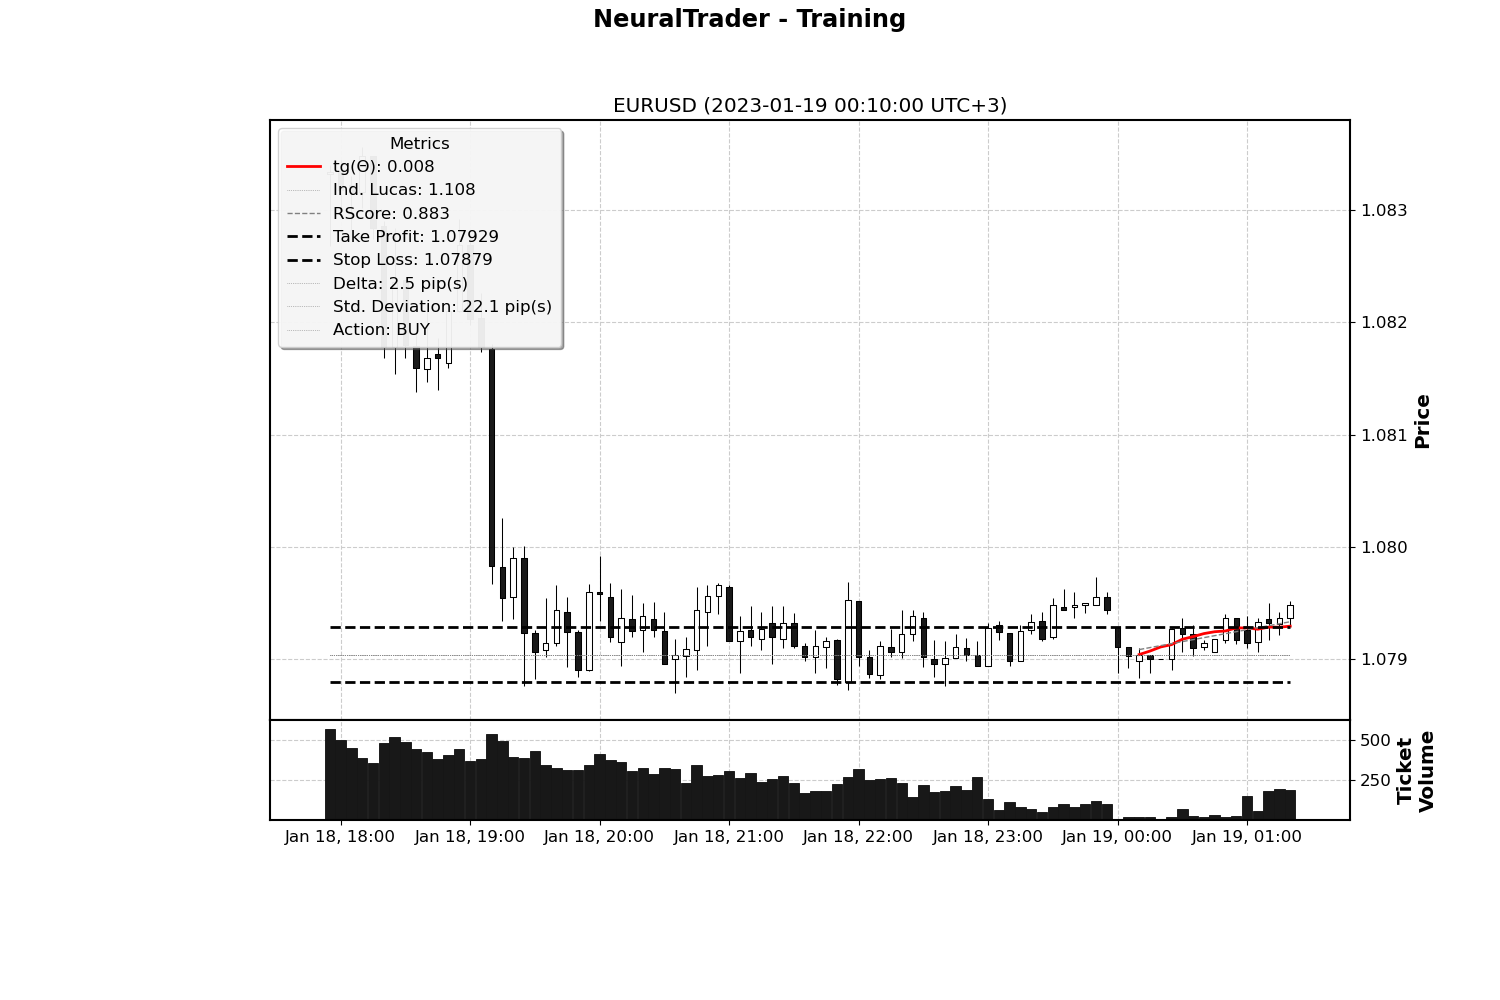 NeuralTrader - Training
EURUSD (2023-01-19 00:10:00 UTC+3)
Metrics
tg(Θ): 0.008
Ind. Lucas: 1.108
RScore: 0.883
Take Profit: 1.07929
Stop Loss: 1.07879
Delta: 2.5 pip(s)
Std. Deviation: 22.1 pip(s)
Action: BUY
1.083
1.082
1.081
1.080
1.079
Price
500
250
Ticket
Volume
Jan 18, 18:00 Jan 18, 19:00 Jan 18, 20:00 Jan 18, 21:00 Jan 18, 22:00 Jan 18, 23:00 Jan 19, 00:00 Jan 19, 01:00